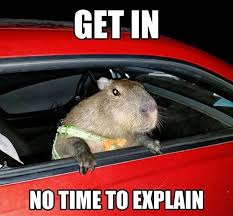 GET IN
NO TIME TO EXPLAIN